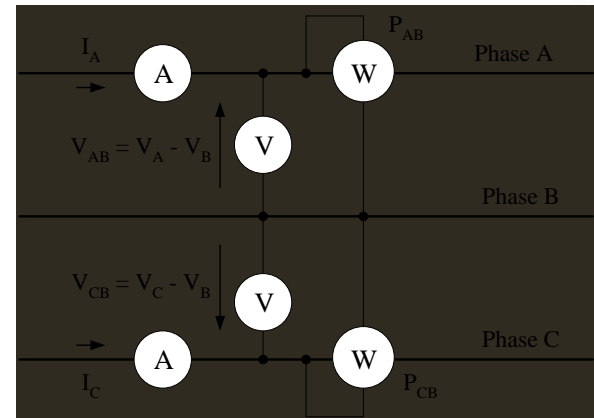 P_AB
I_A
Phase A
A
W
V_AB = V_A - V_B
V
Phase B
V_CB = V_C - V_B
V
Phase C
A
W
I_C
P_CB